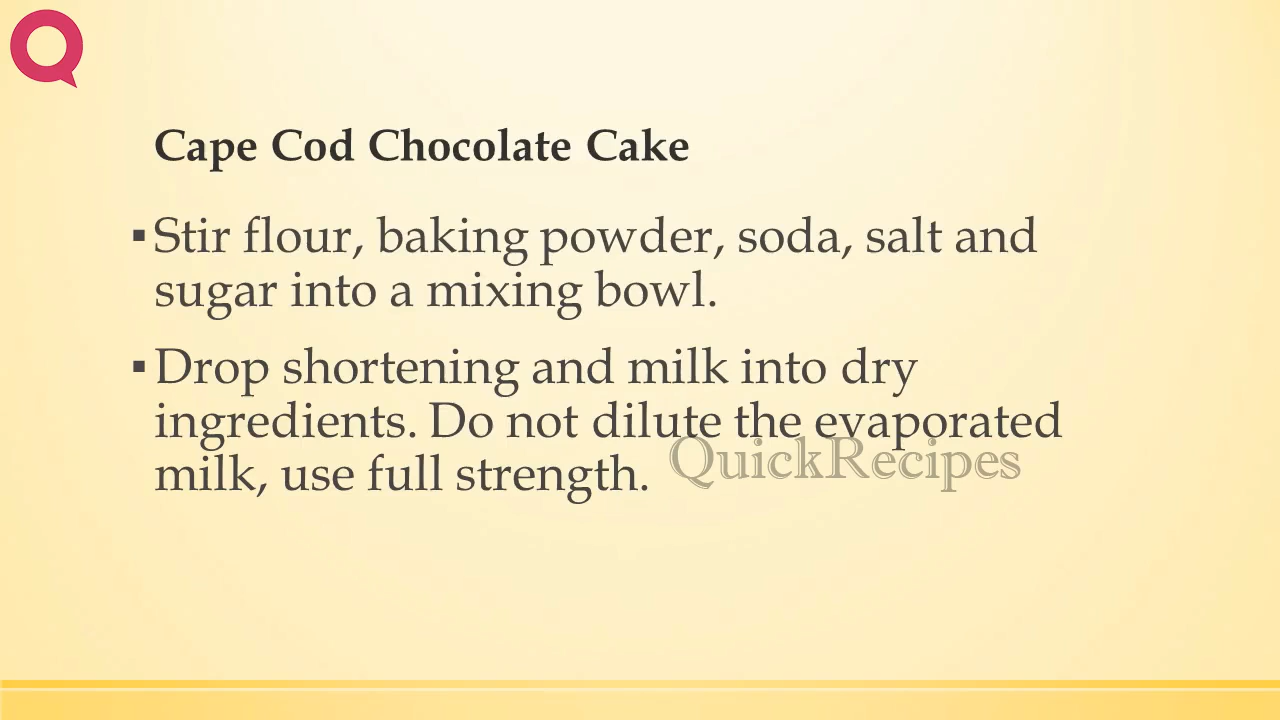 Cape Cod Chocolate Cake
▪ Stir flour, baking powder, soda, salt and
sugar into a mixing bowl.
▪ Drop shortening and milk into dry
ingredients. Do not dilute the evaporated
milk, use full strength.
QuickRecipes